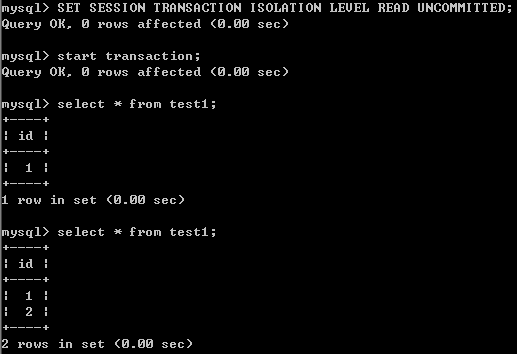 mysql> SET SESSION TRANSACTION ISOLATION LEVEL READ UNCOMMITTED;
Query OK, 0 rows affected (0.00 sec)
mysql> start transaction;
Query OK, 0 rows affected (0.00 sec)
mysql> select * from test1;
+----+
¦ id ¦
+----+
¦  1 ¦
+----+
1 row in set (0.00 sec)
mysql> select * from test1;
+----+
¦ id ¦
+----+
¦  1 ¦
¦  2 ¦
+----+
2 rows in set (0.00 sec)